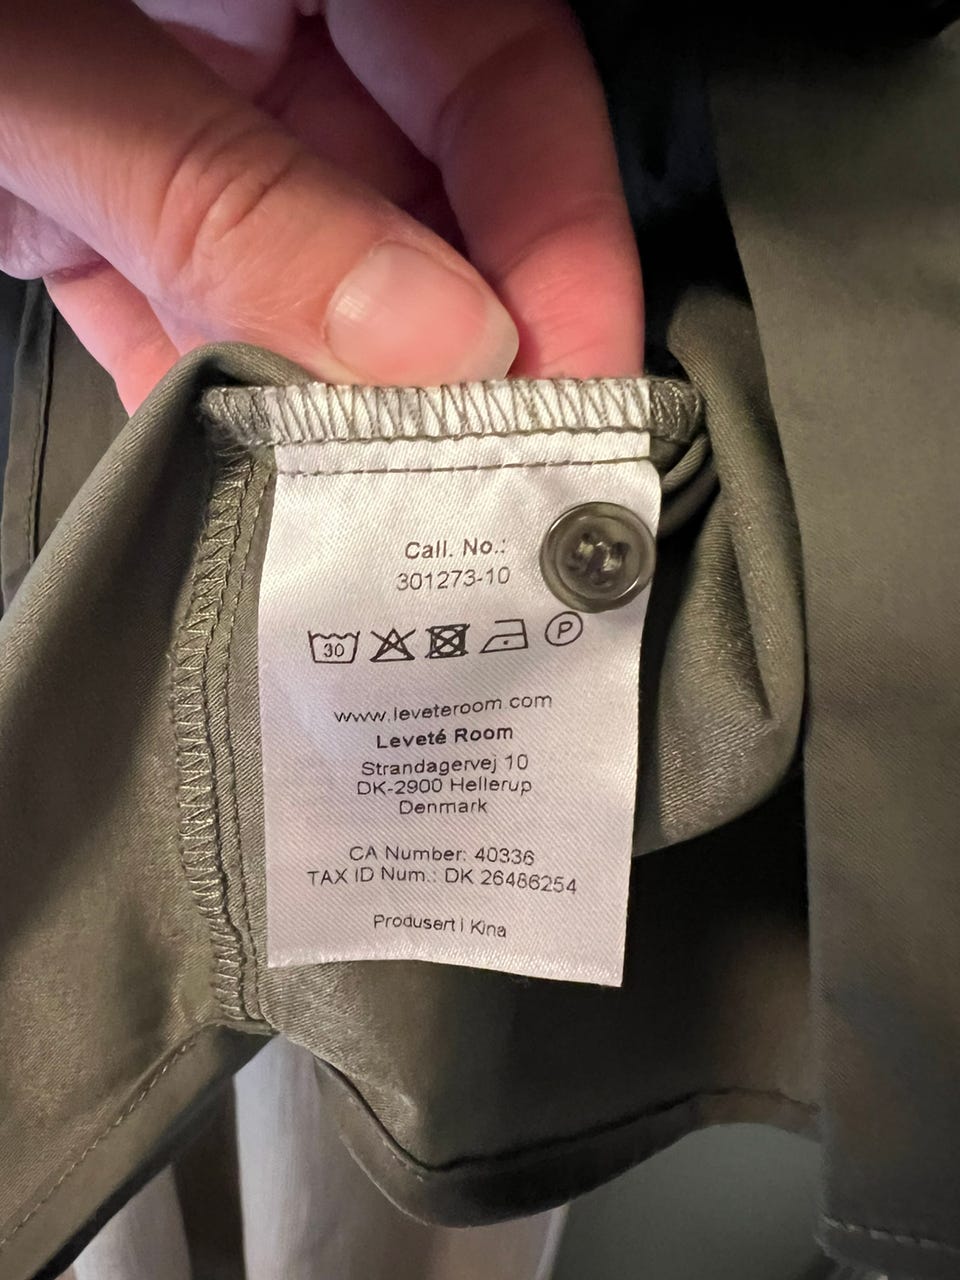 Call. No.:
301273-10
30 P
www.leveteroom.com
Leveté Room
Strandagervej 10
DK-2900 Hellerup
Denmark
CA Number: 40336
TAX ID Num.: DK 26486254
Produsert i Kina